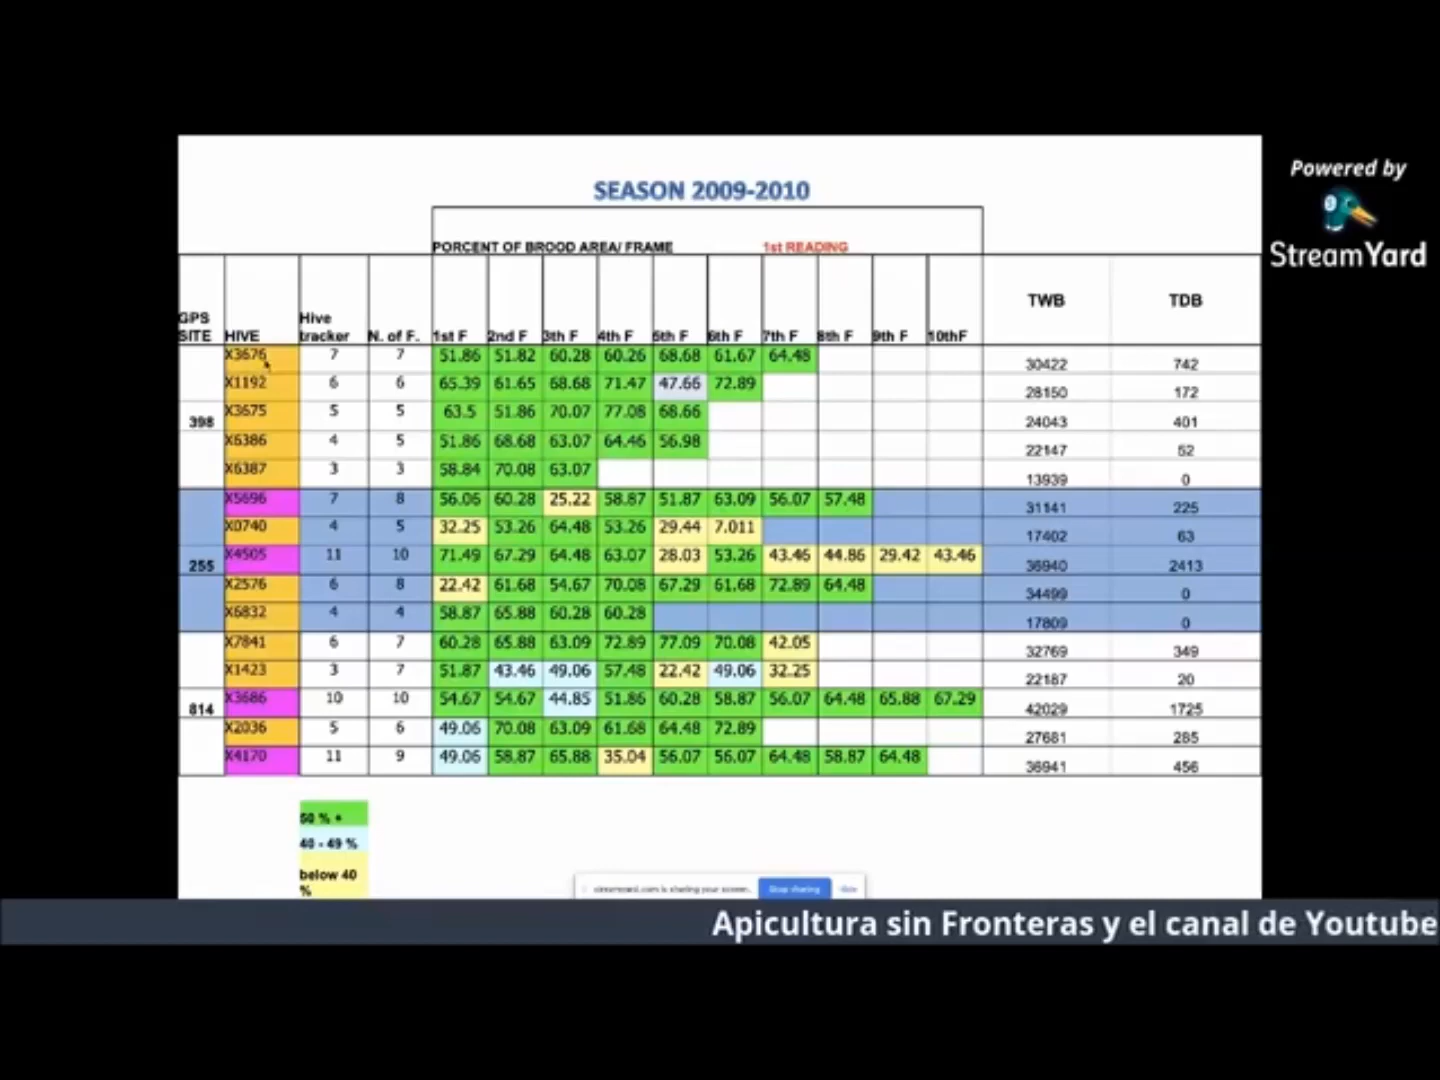 SEASON 2009-2010
PORCENT OF BROOD AREA/ FRAME 1st READING
GPS SITE HIVE Hive tracker N. of F. 1st F 2nd F 3th F 4th F 5th F 6th F 7th F 8th F 9th F 10thF TWB TDB
X3676 7 7 51.86 51.82 60.28 60.26 68.68 61.67 64.48 30422 742
X1192 6 6 65.39 61.65 68.68 71.47 47.66 72.89 28150 172
398 X3675 5 5 63.5 51.86 70.07 77.08 68.66 24043 401
X6386 4 5 51.86 68.68 63.07 64.46 56.98 22147 52
X6387 3 3 58.84 70.08 63.07 13939 0
X5696 7 8 56.06 60.28 25.22 58.87 51.87 63.09 56.07 57.48 31141 225
X0740 4 5 32.25 53.26 64.48 53.26 29.44 7.011 17402 63
255 X4505 11 10 71.49 67.29 64.48 63.07 28.03 53.26 43.46 44.86 29.42 43.46 36940 2413
X2576 6 8 22.42 61.68 54.67 70.08 67.29 61.68 72.89 64.48 34499 0
X6832 4 4 58.87 65.88 60.28 60.28 17809 0
X7841 6 7 60.28 65.88 63.09 72.89 77.09 70.08 42.05 32769 349
X1423 3 7 51.87 43.46 49.06 57.48 22.42 49.06 32.25 22187 20
814 X3686 10 10 54.67 54.67 44.85 51.86 60.28 58.87 56.07 64.48 65.88 67.29 42029 1725
X2036 5 6 49.06 70.08 63.09 61.68 64.48 72.89 27681 285
X4170 11 9 49.06 58.87 65.88 35.04 56.07 56.07 64.48 58.87 64.48 36941 456
50 % +
40 - 49 %
below 40
%
streamyard.com is sharing your screen. Stop sharing Hide
Apicultura sin Fronteras y el canal de Youtube
Powered by
StreamYard